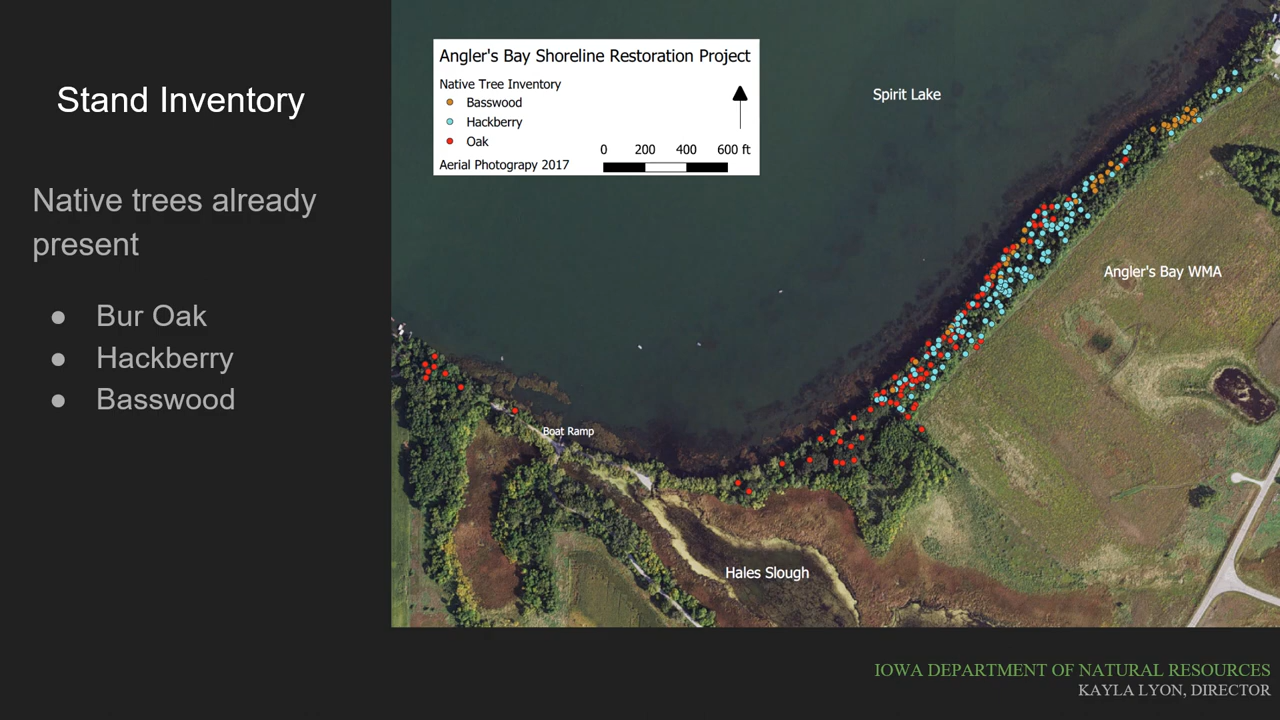 Stand Inventory
Native trees already
present
● Bur Oak
● Hackberry
● Basswood
Angler's Bay Shoreline Restoration Project
Native Tree Inventory
Basswood
Hackberry
Oak
0 200 400 600 ft
Aerial Photograpy 2017
Spirit Lake
Angler's Bay WMA
Boat Ramp
Hales Slough
IOWA DEPARTMENT OF NATURAL RESOURCES
KAYLA LYON, DIRECTOR